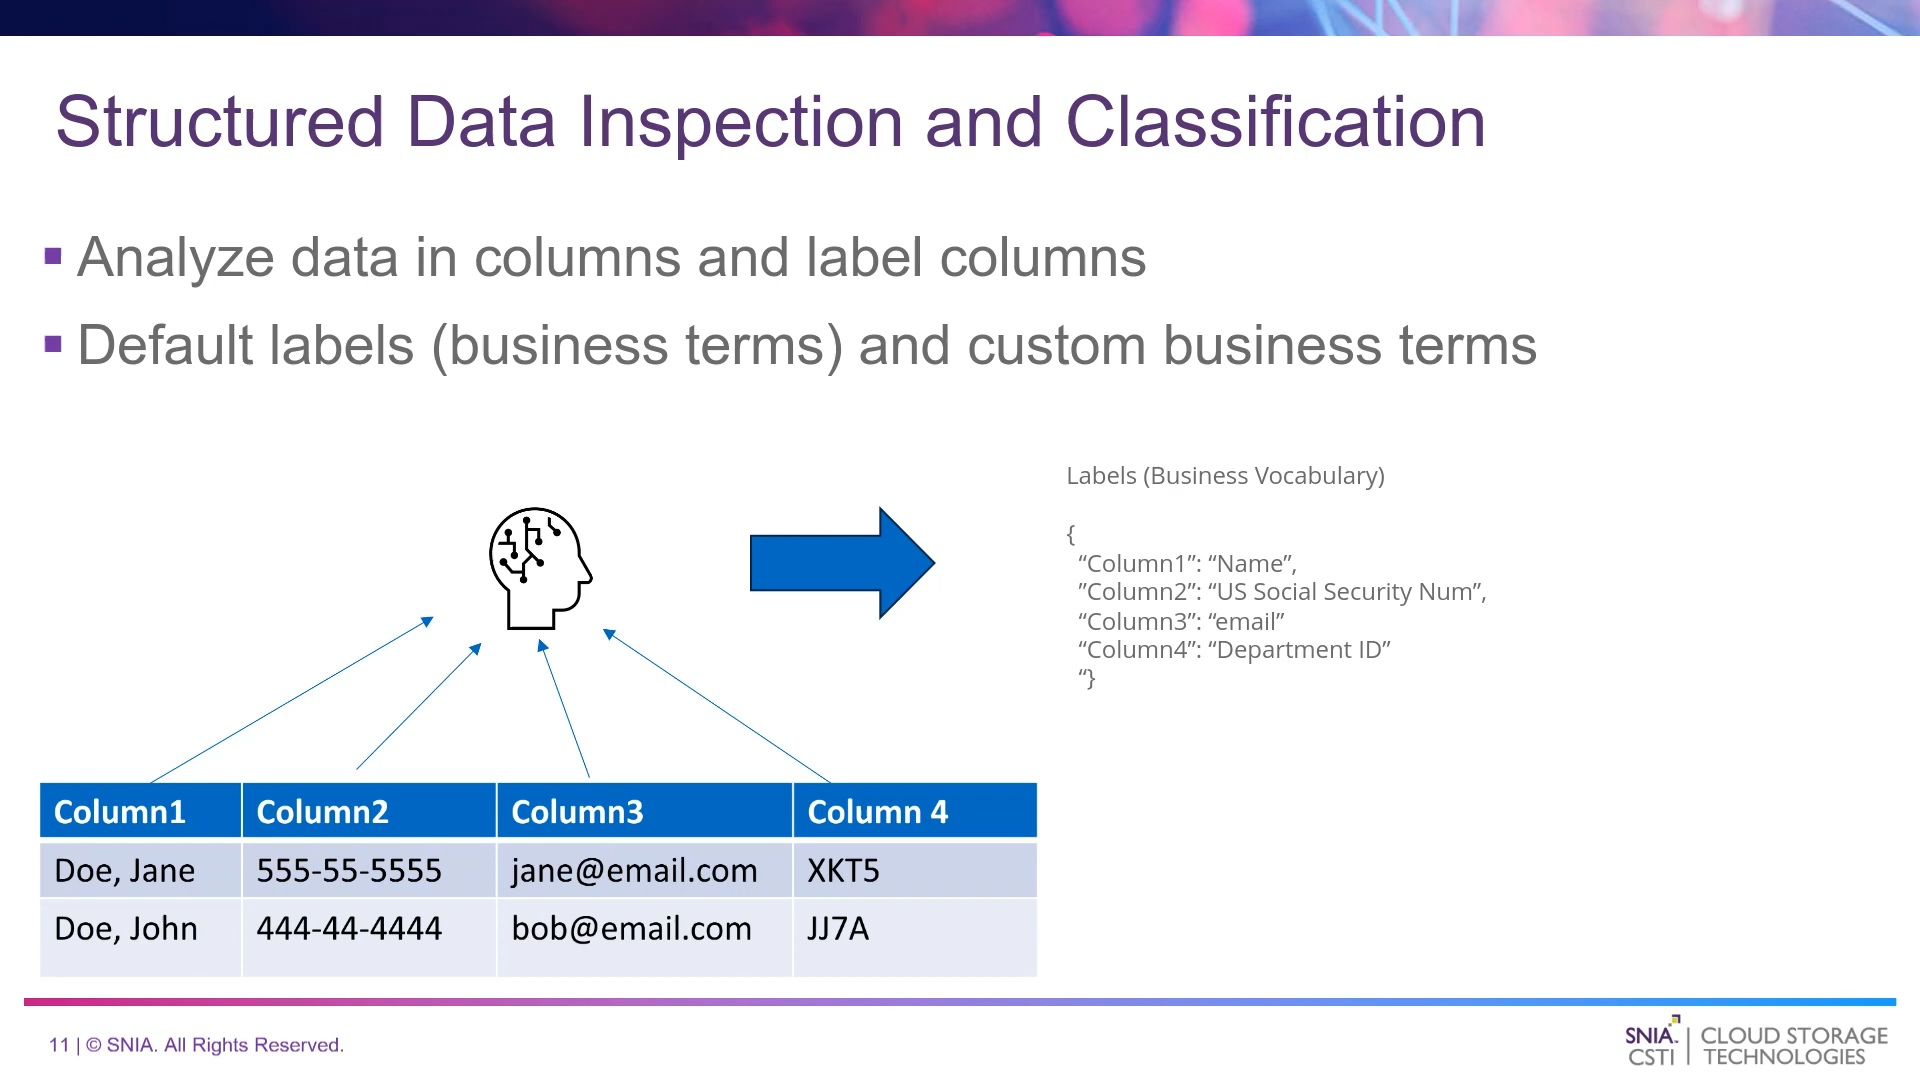 Structured Data Inspection and Classification
▪ Analyze data in columns and label columns
▪ Default labels (business terms) and custom business terms
Labels (Business Vocabulary)
{
“Column1”: “Name”,
”Column2”: “US Social Security Num”,
“Column3”: “email”
“Column4”: “Department ID”
“}
Column1 Column2 Column3 Column 4
Doe, Jane 555-55-5555 jane@email.com XKT5
Doe, John 444-44-4444 bob@email.com JJ7A
11 | © SNIA. All Rights Reserved.
SNIA. | CLOUD STORAGE
CSTI | TECHNOLOGIES